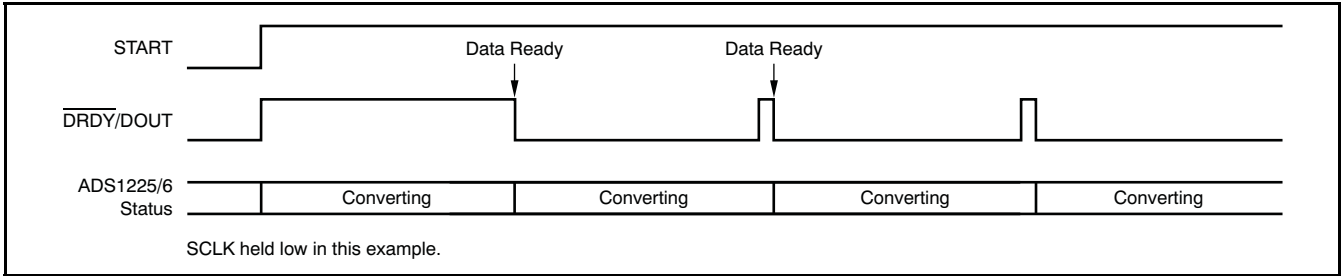 START
Data Ready Data Ready
DRDY/DOUT
ADS1225/6
Status
Converting Converting Converting Converting
SCLK held low in this example.